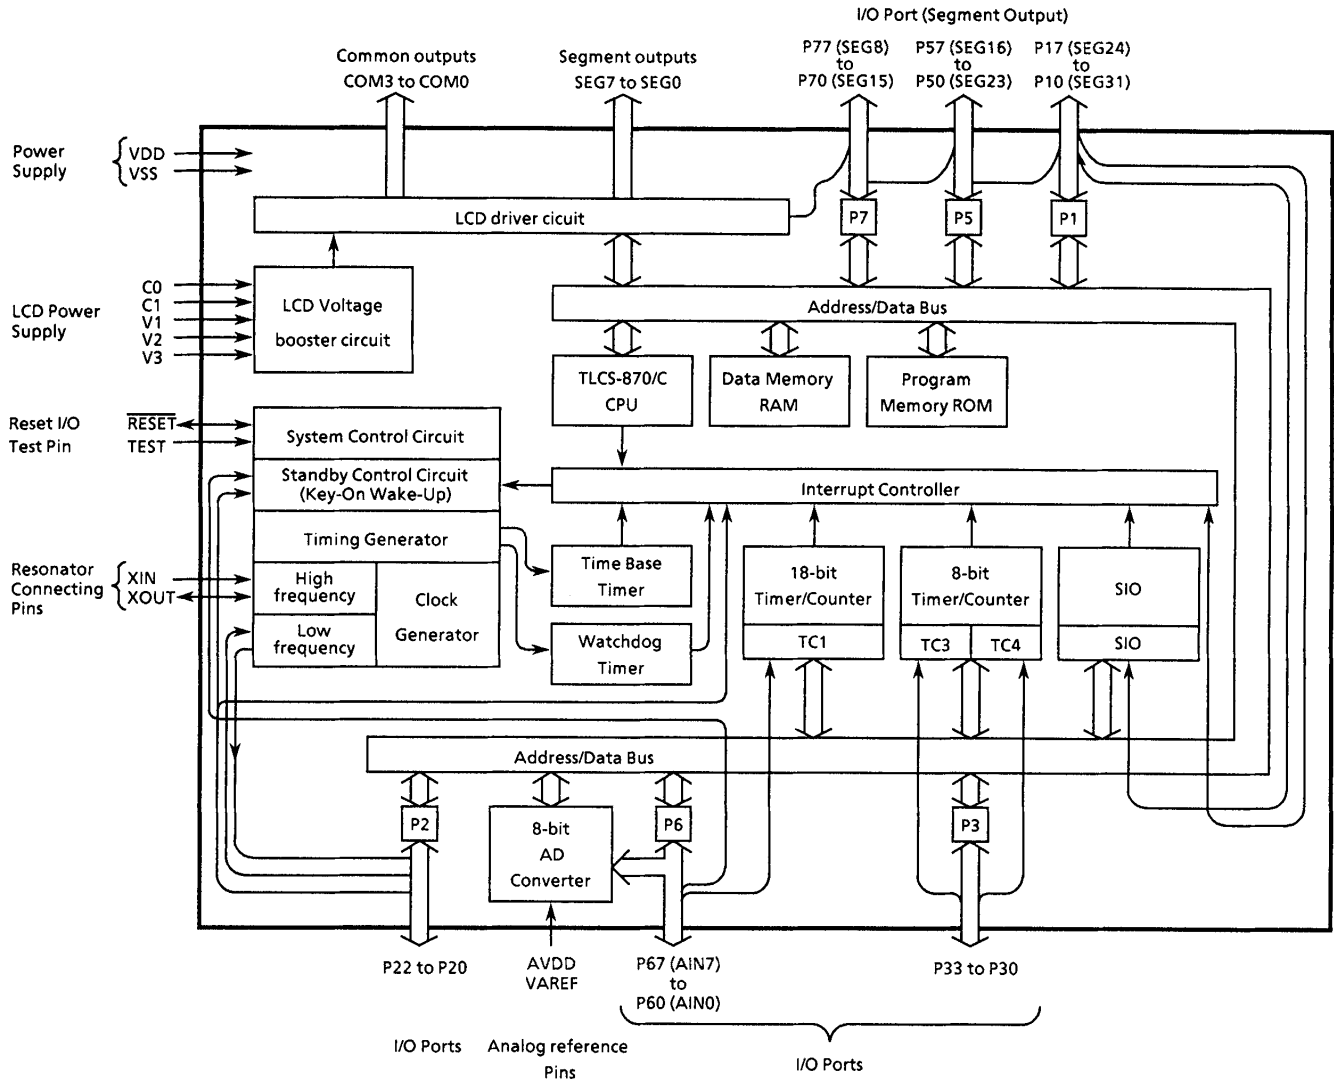 I/O Port (Segment Output)
Common outputs
COM3 to COM0
Segment outputs
SEG7 to SEG0
P77 (SEG8)
to
P70 (SEG15)
P57 (SEG16)
to
P50 (SEG23)
P17 (SEG24)
to
P10 (SEG31)
Power
Supply
VDD
VSS
LCD driver cicuit
P7
P5
P1
LCD Power
Supply
C0
C1
V1
V2
V3
LCD Voltage
booster circuit
Address/Data Bus
TLCS-870/C
CPU
Data Memory
RAM
Program
Memory ROM
Reset I/O
Test Pin
RESET
TEST
System Control Circuit
Standby Control Circuit
(Key-On Wake-Up)
Interrupt Controller
Timing Generator
Resonator
Connecting
Pins
XIN
XOUT
High
frequency
Low
frequency
Clock
Generator
Time Base
Timer
Watchdog
Timer
18-bit
Timer/Counter
TC1
8-bit
Timer/Counter
TC3
TC4
SIO
SIO
Address/Data Bus
P2
8-bit
AD
Converter
P6
P3
P22 to P20
AVDD
VAREF
P67 (AIN7)
to
P60 (AIN0)
P33 to P30
I/O Ports
Analog reference
Pins
I/O Ports